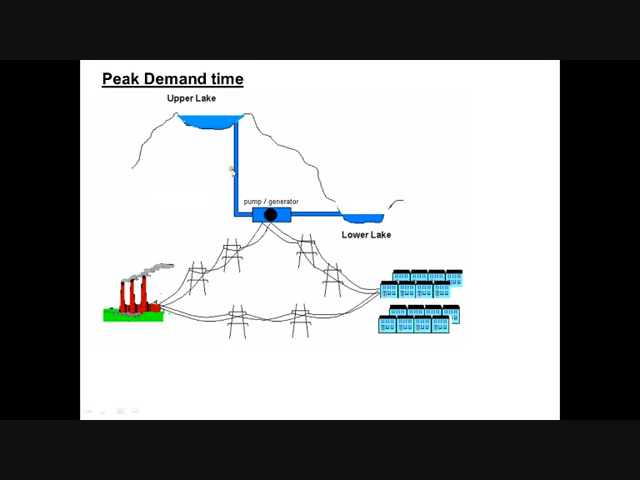 Peak Demand time
Upper Lake
pump / generator
Lower Lake